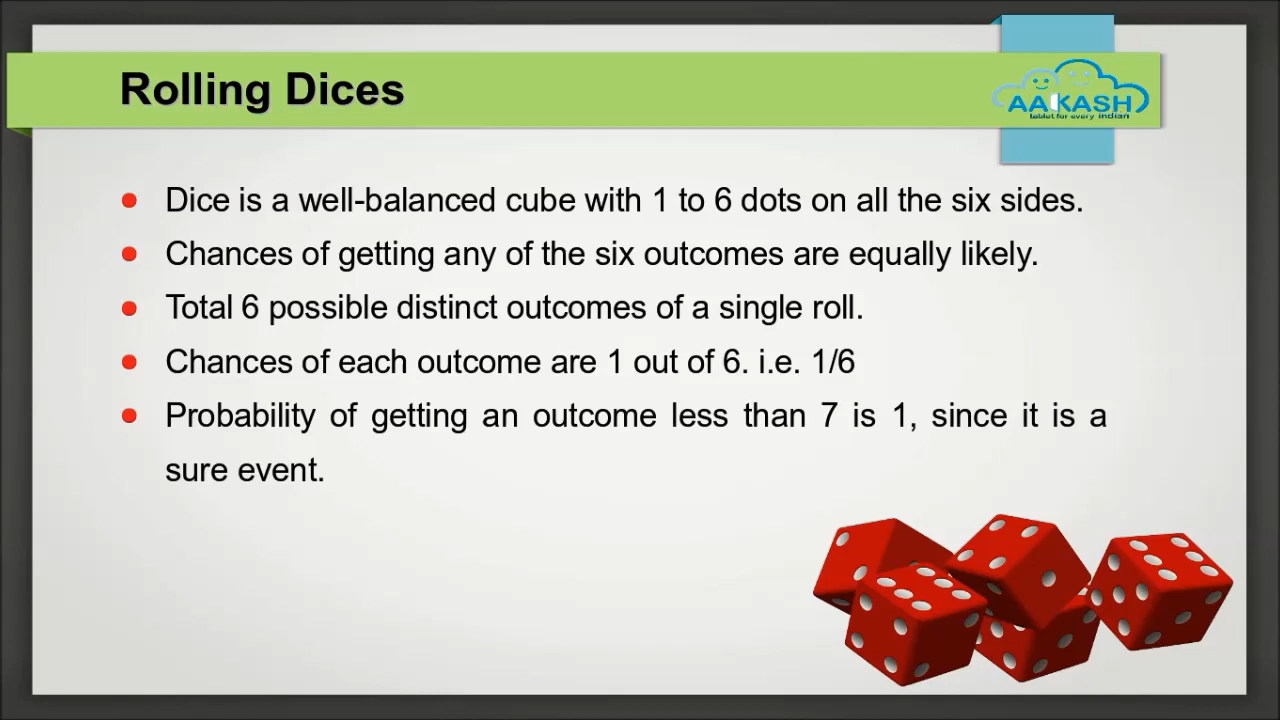 Rolling Dices
AAKASH
tablet for every indian
Dice is a well-balanced cube with 1 to 6 dots on all the six sides.
Chances of getting any of the six outcomes are equally likely.
Total 6 possible distinct outcomes of a single roll.
Chances of each outcome are 1 out of 6. i.e. 1/6
Probability of getting an outcome less than 7 is 1, since it is a
sure event.